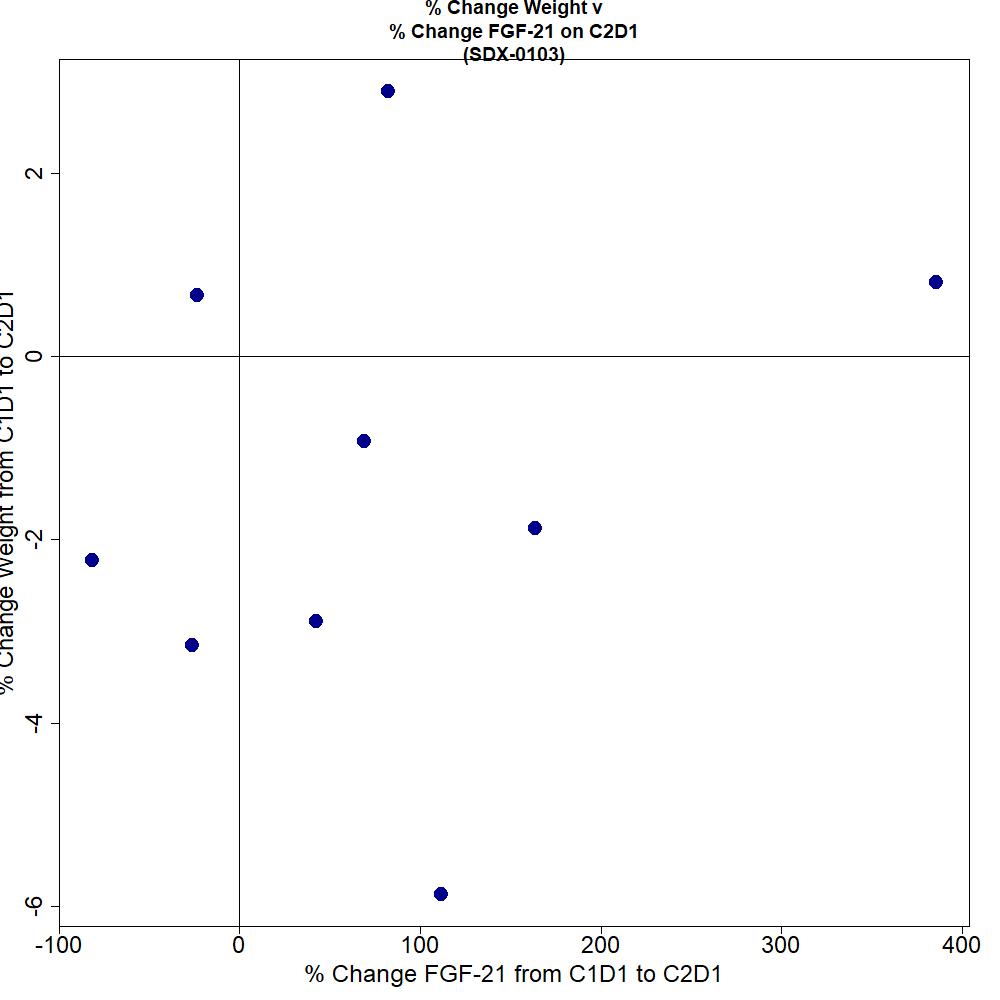 % Change Weight v
% Change FGF-21 on C2D1
(SDX-0103)
% Change Weight from C1D1 to C2D1
2
0
-2
-4
-6
-100 0 100 200 300 400
% Change FGF-21 from C1D1 to C2D1